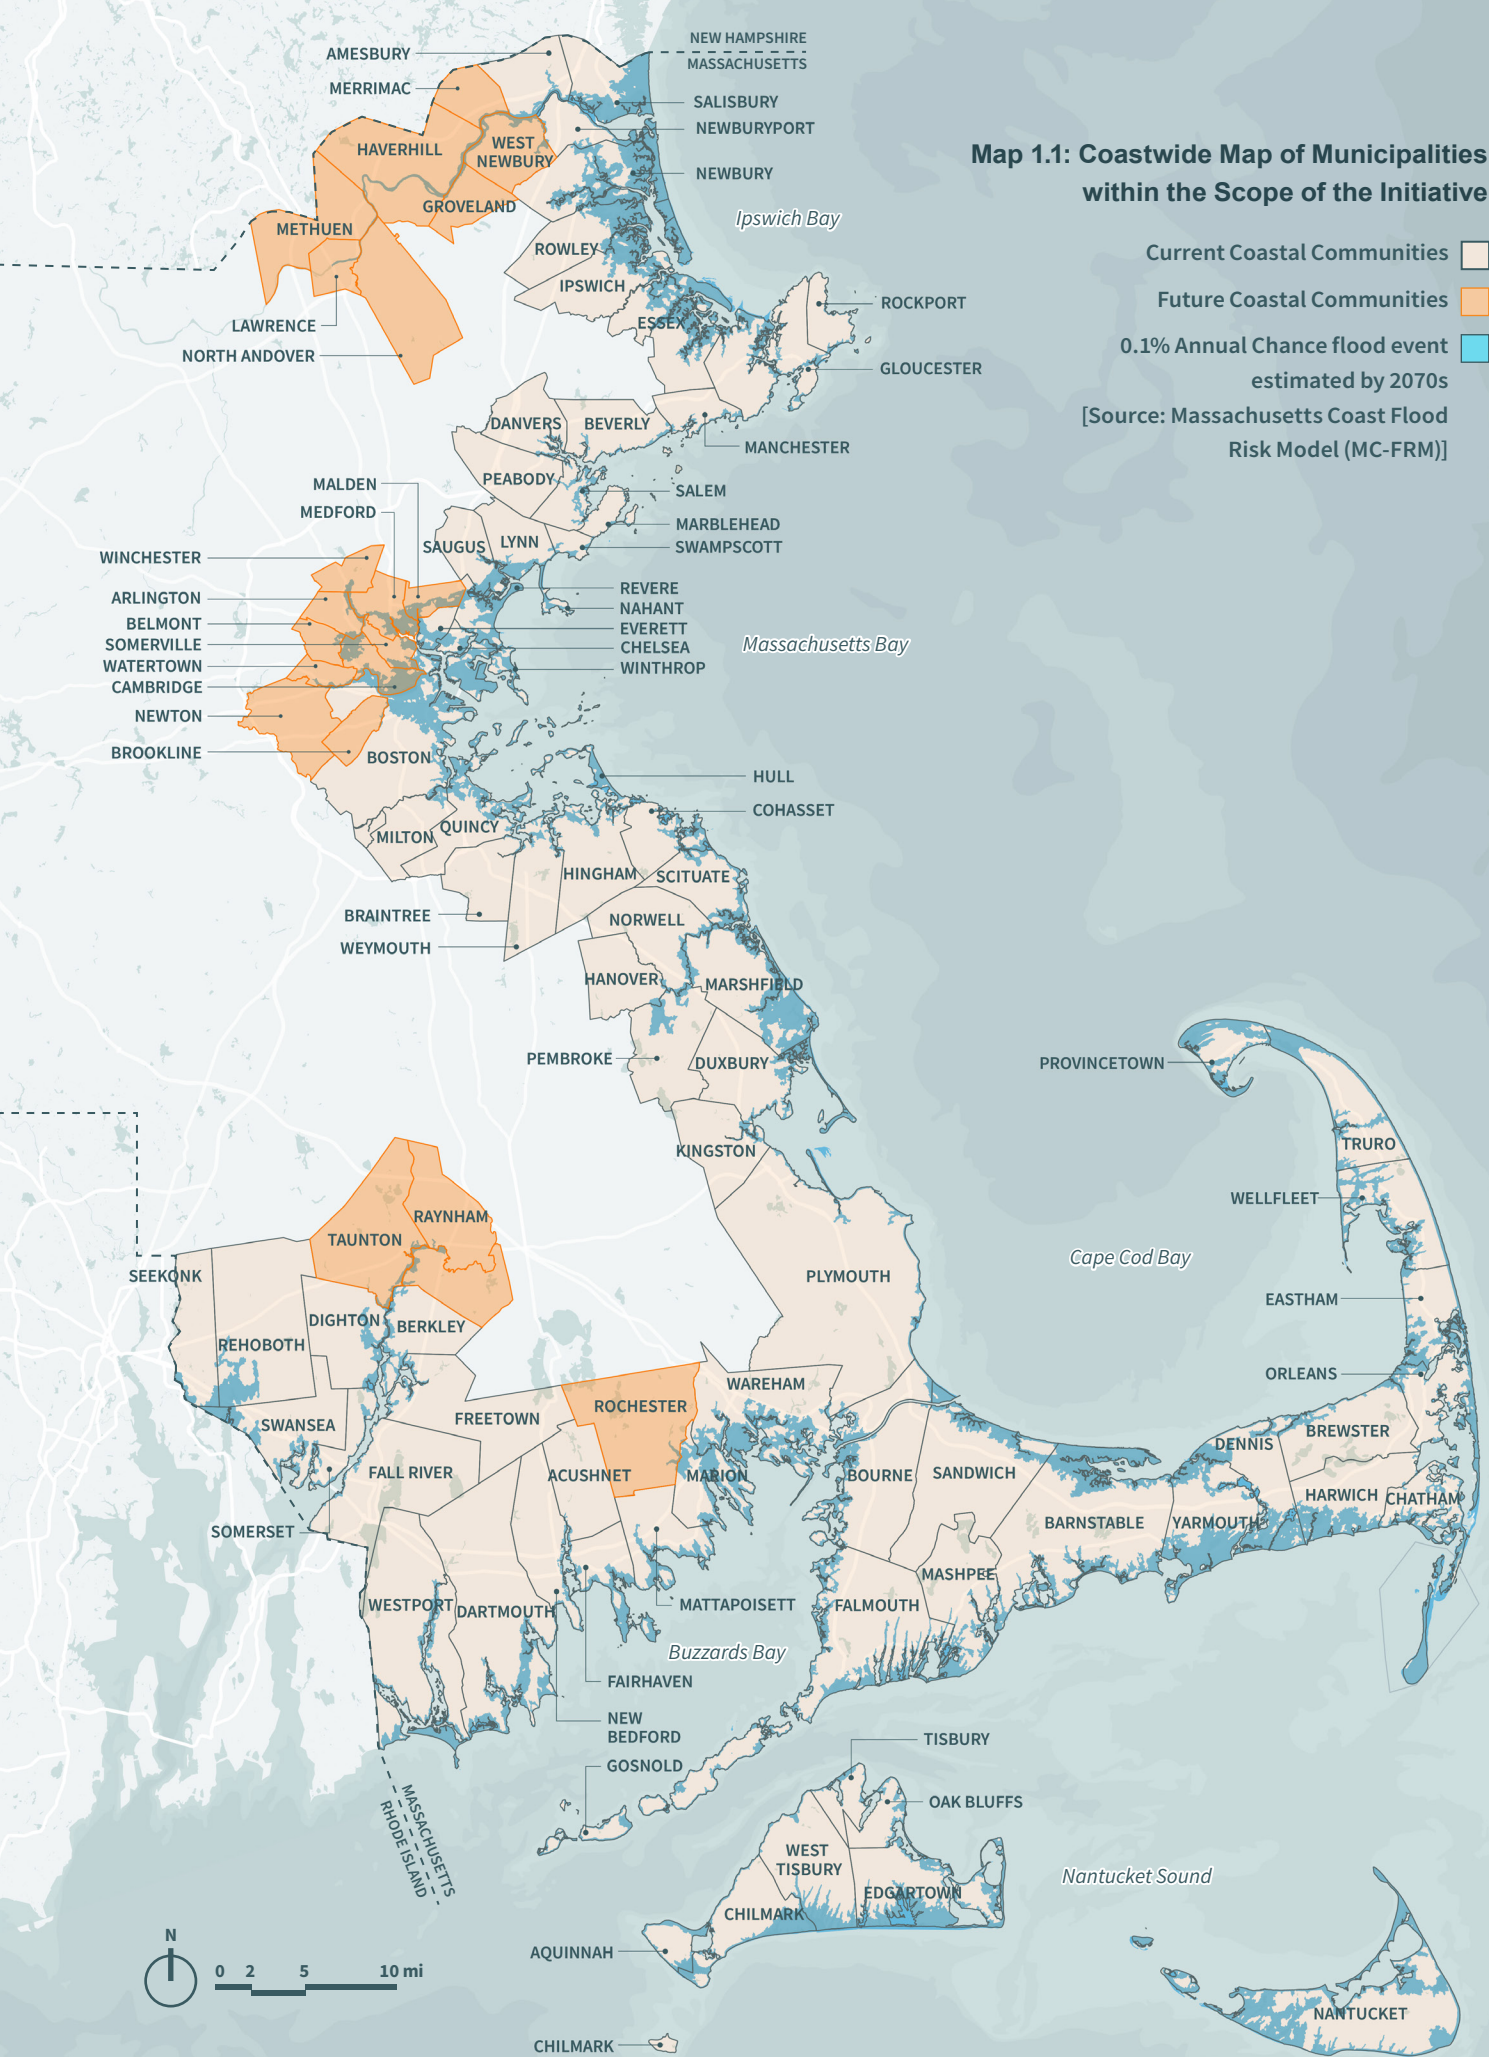 NEW HAMPSHIRE
MASSACHUSETTS
AMESBURY
MERRIMAC
SALISBURY
NEWBURYPORT
HAVERHILL
WEST
NEWBURY
NEWBURY
GROVELAND
METHUEN
Ipswich Bay
ROWLEY
IPSWICH
ESSEX
ROCKPORT
LAWRENCE
NORTH ANDOVER
GLOUCESTER
Map 1.1: Coastwide Map of Municipalities
within the Scope of the Initiative
Current Coastal Communities
Future Coastal Communities
0.1% Annual Chance flood event
estimated by 2070s
[Source: Massachusetts Coast Flood
Risk Model (MC-FRM)]
DANVERS
BEVERLY
MANCHESTER
PEABODY
MALDEN
SALEM
MEDFORD
MARBLEHEAD
SAUGUS
LYNN
SWAMPSCOTT
WINCHESTER
ARLINGTON
BELMONT
SOMERVILLE
WATERTOWN
CAMBRIDGE
NEWTON
BROOKLINE
REVERE
NAHANT
EVERETT
CHELSEA
WINTHROP
Massachusetts Bay
BOSTON
HULL
COHASSET
MILTON
QUINCY
HINGHAM
SCITUATE
BRAINTREE
NORWELL
WEYMOUTH
HANOVER
MARSHFIELD
PEMBROKE
DUXBURY
PROVINCETOWN
KINGSTON
TRURO
WELLFLEET
RAYNHAM
TAUNTON
Cape Cod Bay
SEEKONK
PLYMOUTH
EASTHAM
DIGHTON
BERKLEY
REHOBOTH
ORLEANS
WAREHAM
ROCHESTER
SWANSEA
FREETOWN
BREWSTER
DENNIS
FALL RIVER
ACUSHNET
MARION
BOURNE
SANDWICH
HARWICH
CHATHAM
SOMERSET
BARNSTABLE
YARMOUTH
MASHPEE
WESTPORT
DARTMOUTH
MATTAPOISETT
FALMOUTH
Buzzards Bay
FAIRHAVEN
NEW
BEDFORD
GOSNOLD
TISBURY
OAK BLUFFS
MASSACHUSETTS
RHODE ISLAND
WEST
TISBURY
EDGARTOWN
CHILMARK
Nantucket Sound
AQUINNAH
N
0 2 5 10 mi
NANTUCKET
CHILMARK